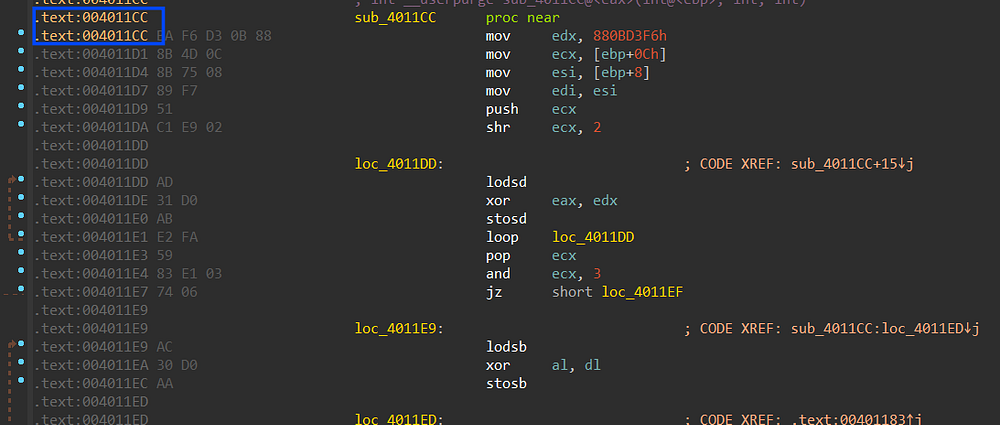 .text:004011CC ; int __userpurge sub_4011CC@<eax>(int@<ebp>, int, int)
.text:004011CC sub_4011CC proc near
.text:004011CC BA F6 D3 0B 88 mov edx, 880BD3F6h
.text:004011D1 8B 4D 0C mov ecx, [ebp+0Ch]
.text:004011D4 8B 75 08 mov esi, [ebp+8]
.text:004011D7 89 F7 mov edi, esi
.text:004011D9 51 push ecx
.text:004011DA C1 E9 02 shr ecx, 2
.text:004011DD
.text:004011DD loc_4011DD: ; CODE XREF: sub_4011CC+15↓j
.text:004011DD AD lodsd
.text:004011DE 31 D0 xor eax, edx
.text:004011E0 AB stosd
.text:004011E1 E2 FA loop loc_4011DD
.text:004011E3 59 pop ecx
.text:004011E4 83 E1 03 and ecx, 3
.text:004011E7 74 06 jz short loc_4011EF
.text:004011E9
.text:004011E9 loc_4011E9: ; CODE XREF: sub_4011CC:loc_4011ED↓j
.text:004011E9 AC lodsb
.text:004011EA 30 D0 xor al, dl
.text:004011EC AA stosb
.text:004011ED
.text:004011ED loc_4011ED: ; CODE XREF: .text:00401183↑j